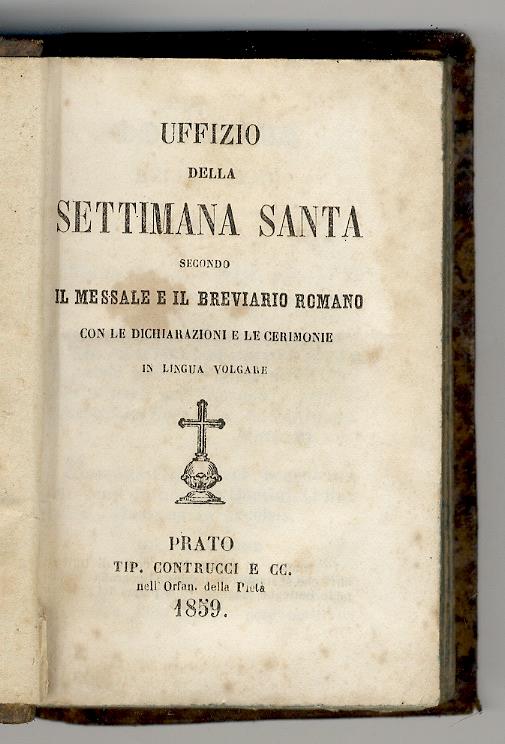 UFFIZIO
DELLA
SETTIMANA SANTA
SECONDO
IL MESSALE E IL BREVIARIO ROMANO
CON LE DICHIARAZIONI E LE CERIMONIE
IN LINGUA VOLGARE
PRATO
TIP. CONTRUCCI E CC.
nell' Orfan. della Pietà
1859.